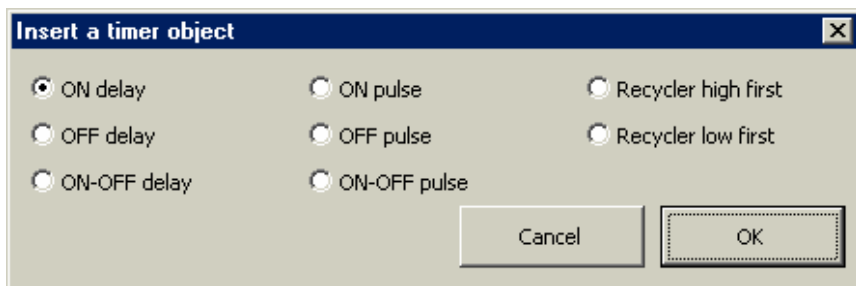 Insert a timer object
ON delay ON pulse Recycler high first
OFF delay OFF pulse Recycler low first
ON-OFF delay ON-OFF pulse
Cancel OK